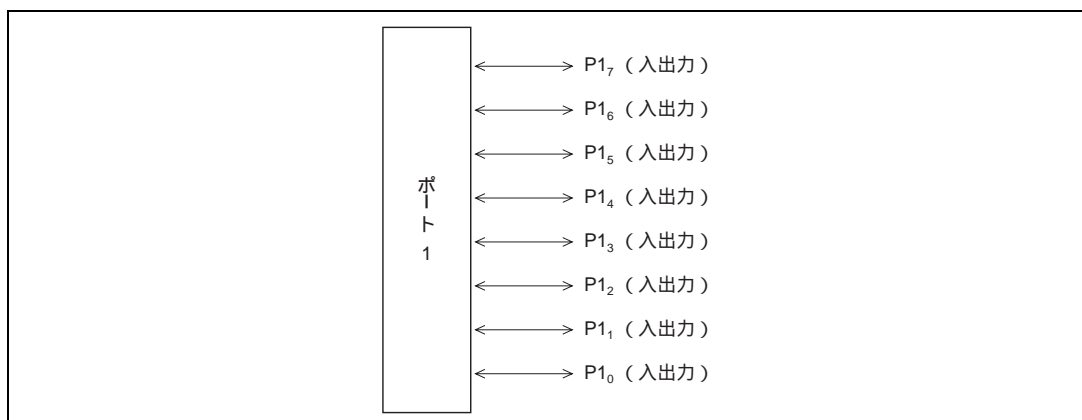 ポート1
P1₇ (入出力)
P1₆ (入出力)
P1₅ (入出力)
P1₄ (入出力)
P1₃ (入出力)
P1₂ (入出力)
P1₁ (入出力)
P1₀ (入出力)